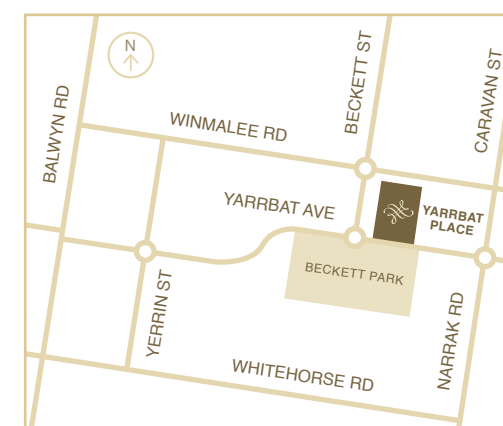 N
BALWYN RD
BECKETT ST
CARAVAN ST
WINMALEE RD
YARRBAT AVE
YARRBAT
PLACE
BECKETT PARK
YERRIN ST
NARRAK RD
WHITEHORSE RD